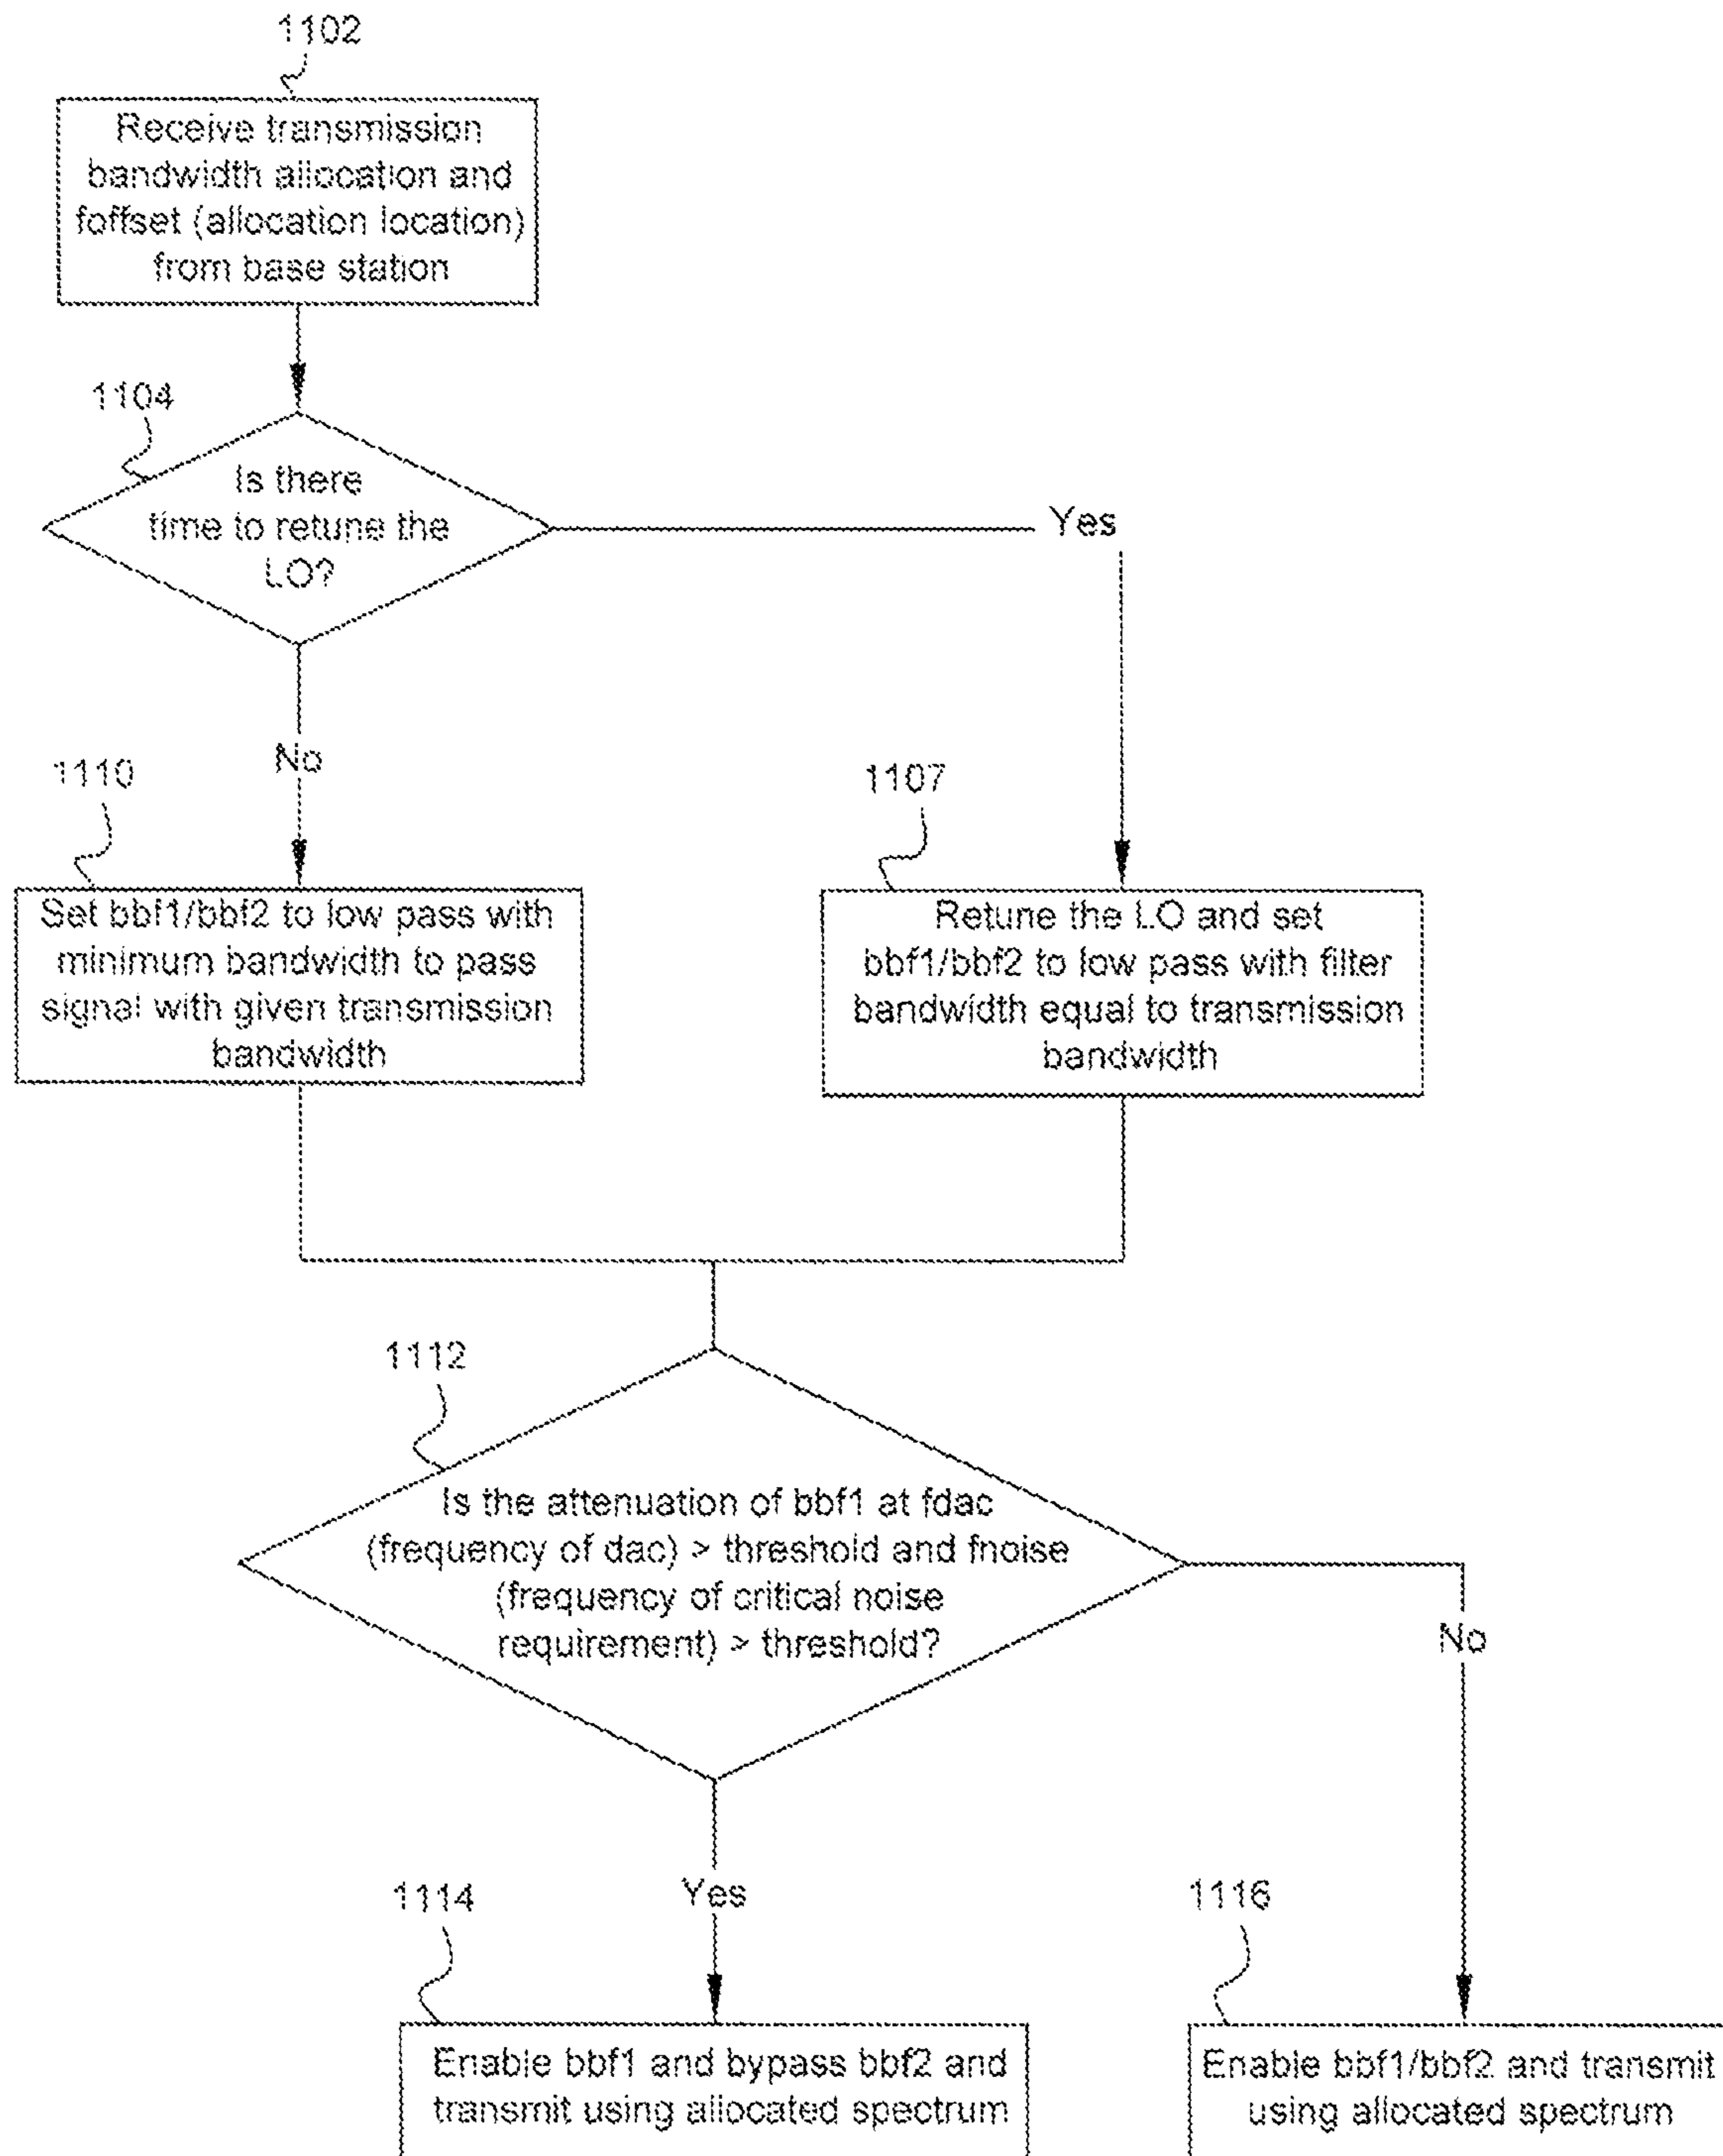 1102
Receive transmission
bandwidth allocation and
foffset (allocation location)
from base station
1104
Is there
time to retune the
LO?
Yes
No
1110
Set bbf1/bbf2 to low pass with
minimum bandwidth to pass
signal with given transmission
bandwidth
1107
Retune the LO and set
bbf1/bbf2 to low pass with filter
bandwidth equal to transmission
bandwidth
1112
Is the attenuation of bbf1 at fdac
(frequency of dac) > threshold and fnoise
(frequency of critical noise
requirement) > threshold?
No
Yes
1114
Enable bbf1 and bypass bbf2 and
transmit using allocated spectrum
1116
Enable bbf1/bbf2 and transmit
using allocated spectrum